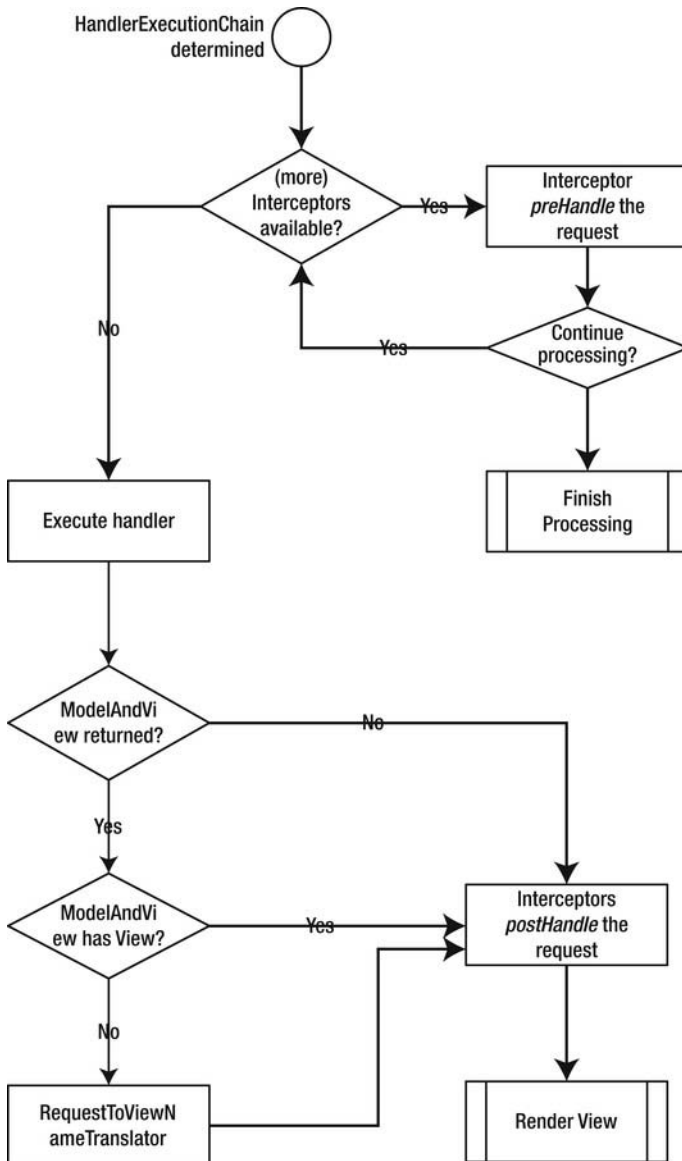 HandlerExecutionChain
determined
(more)
Interceptors
available?
Yes
Interceptor
preHandle the
request
No
Yes
Continue
processing?
Execute handler
Finish
Processing
ModelAndVi
ew returned?
No
Yes
ModelAndVi
ew has View?
Yes
Interceptors
postHandle the
request
No
RequestToViewN
ameTranslator
Render View